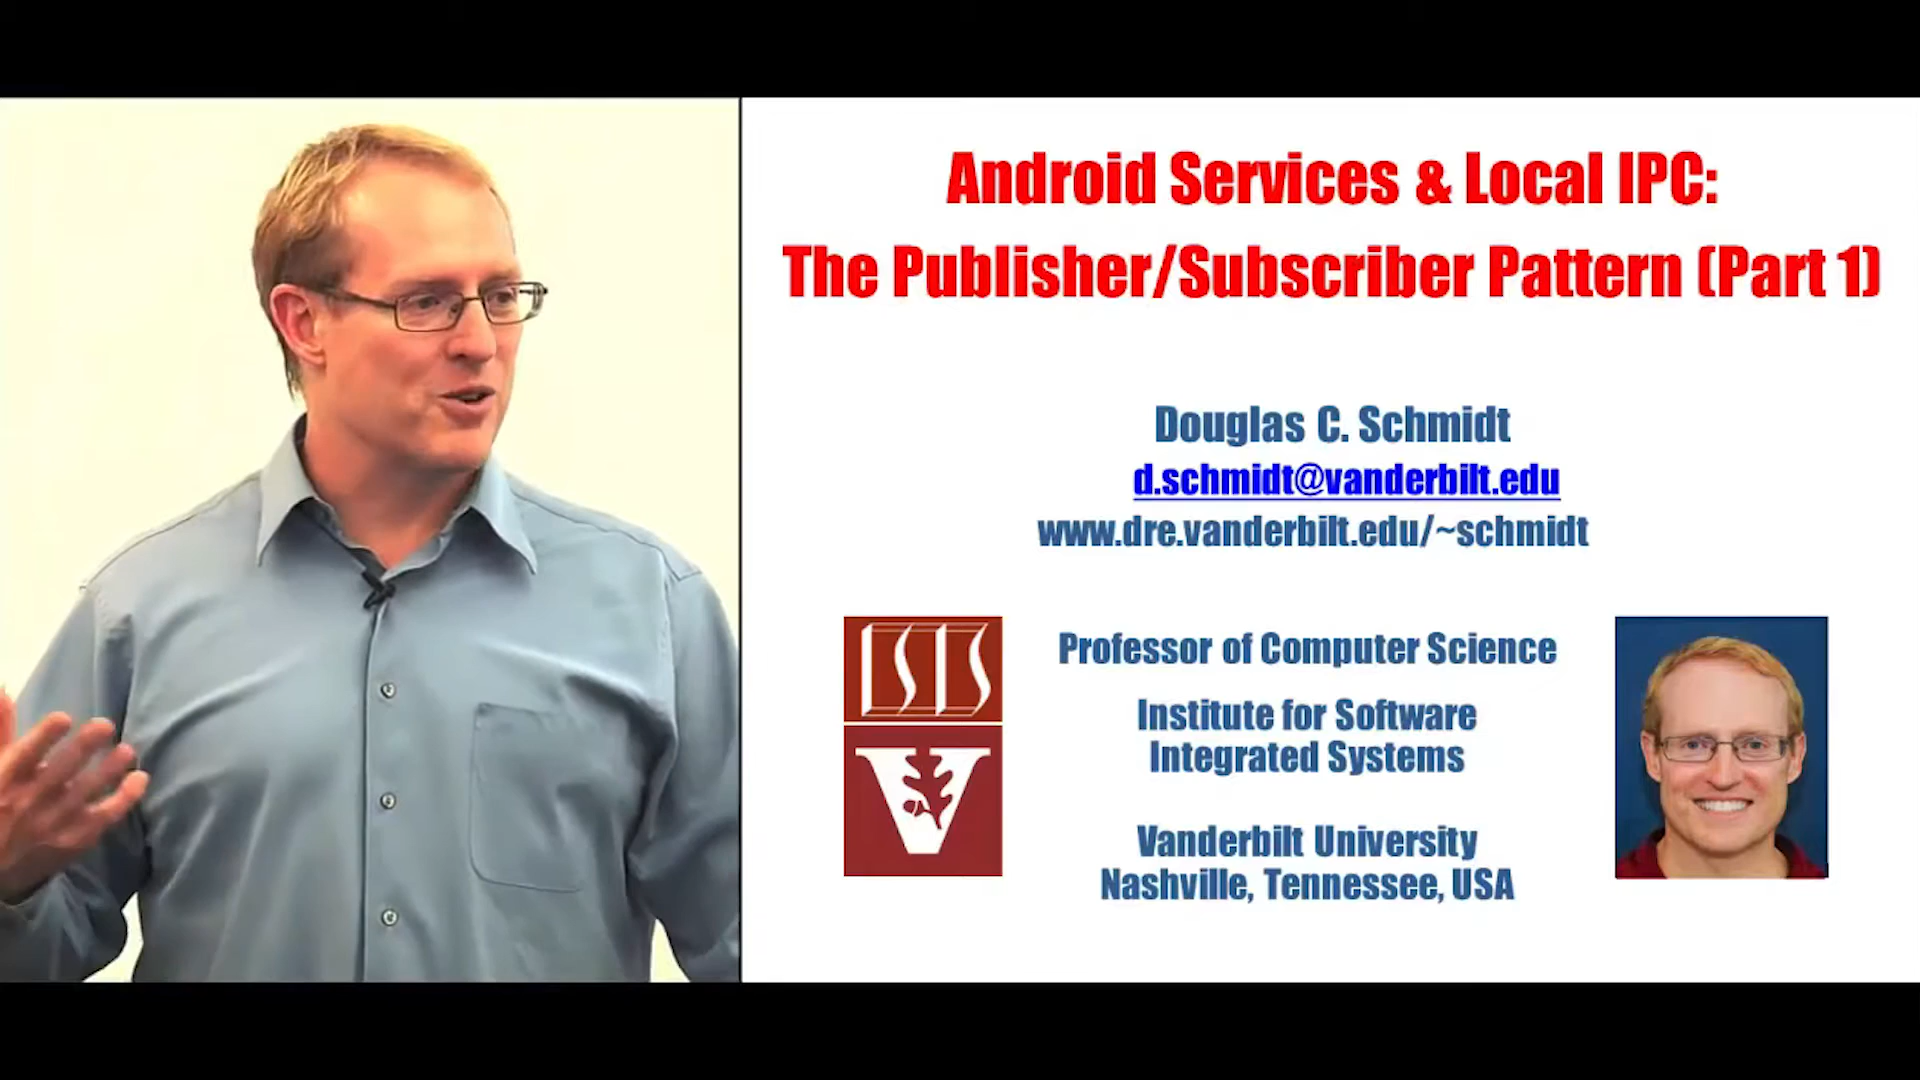 Android Services & Local IPC:
The Publisher/Subscriber Pattern (Part 1)
Douglas C. Schmidt
d.schmidt@vanderbilt.edu
www.dre.vanderbilt.edu/~schmidt
ISIS
Professor of Computer Science
Institute for Software
Integrated Systems
V
Vanderbilt University
Nashville, Tennessee, USA